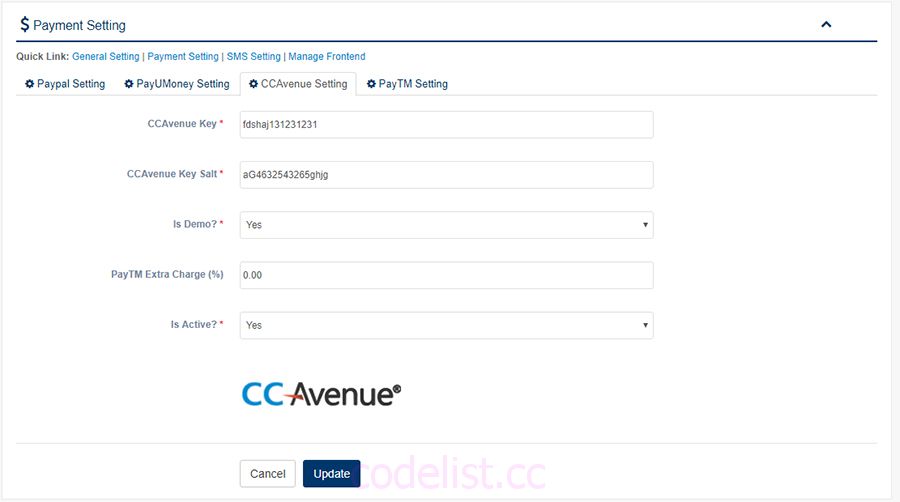 $ Payment Setting
Quick Link: General Setting | Payment Setting | SMS Setting | Manage Frontend
Paypal Setting PayUMoney Setting CCAvenue Setting PayTM Setting
CCAvenue Key * fdshaj131231231
CCAvenue Key Salt * aG4632543265ghjg
Is Demo? * Yes
PayTM Extra Charge (%) 0.00
Is Active? * Yes
CCAvenue®
Cancel Update codelist.cc